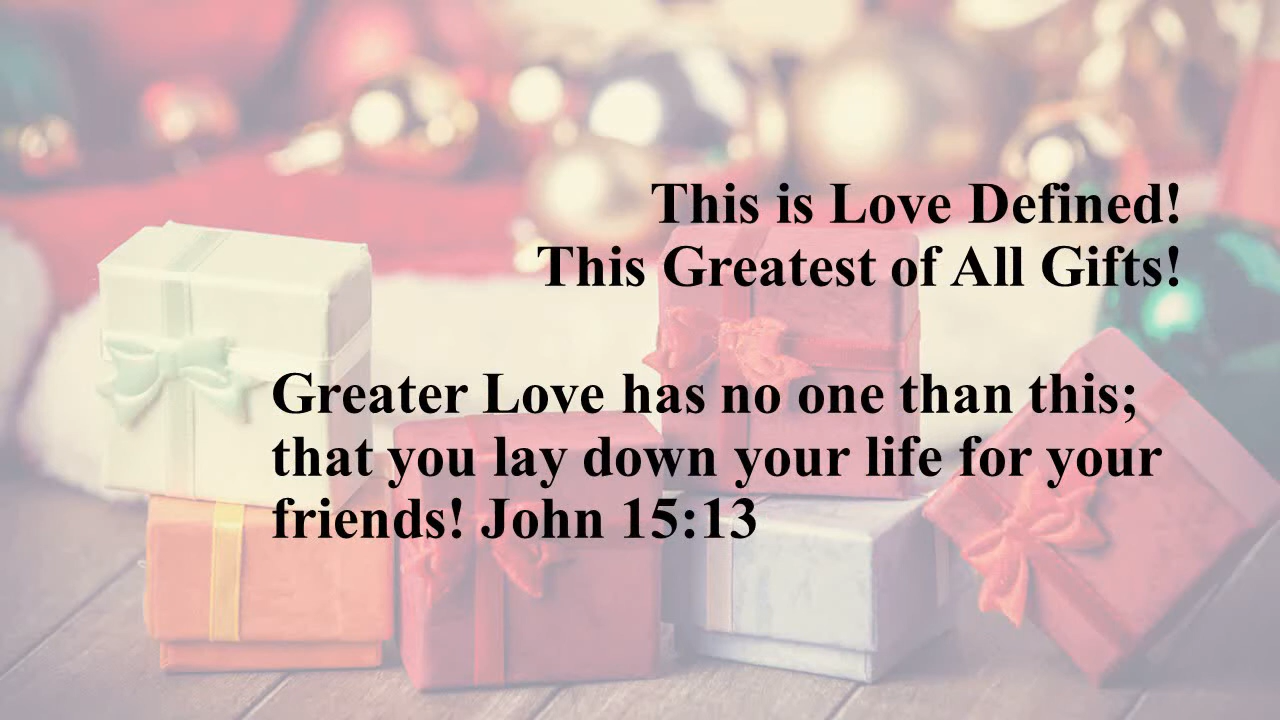 This is Love Defined!
This Greatest of All Gifts!
Greater Love has no one than this;
that you lay down your life for your
friends! John 15:13